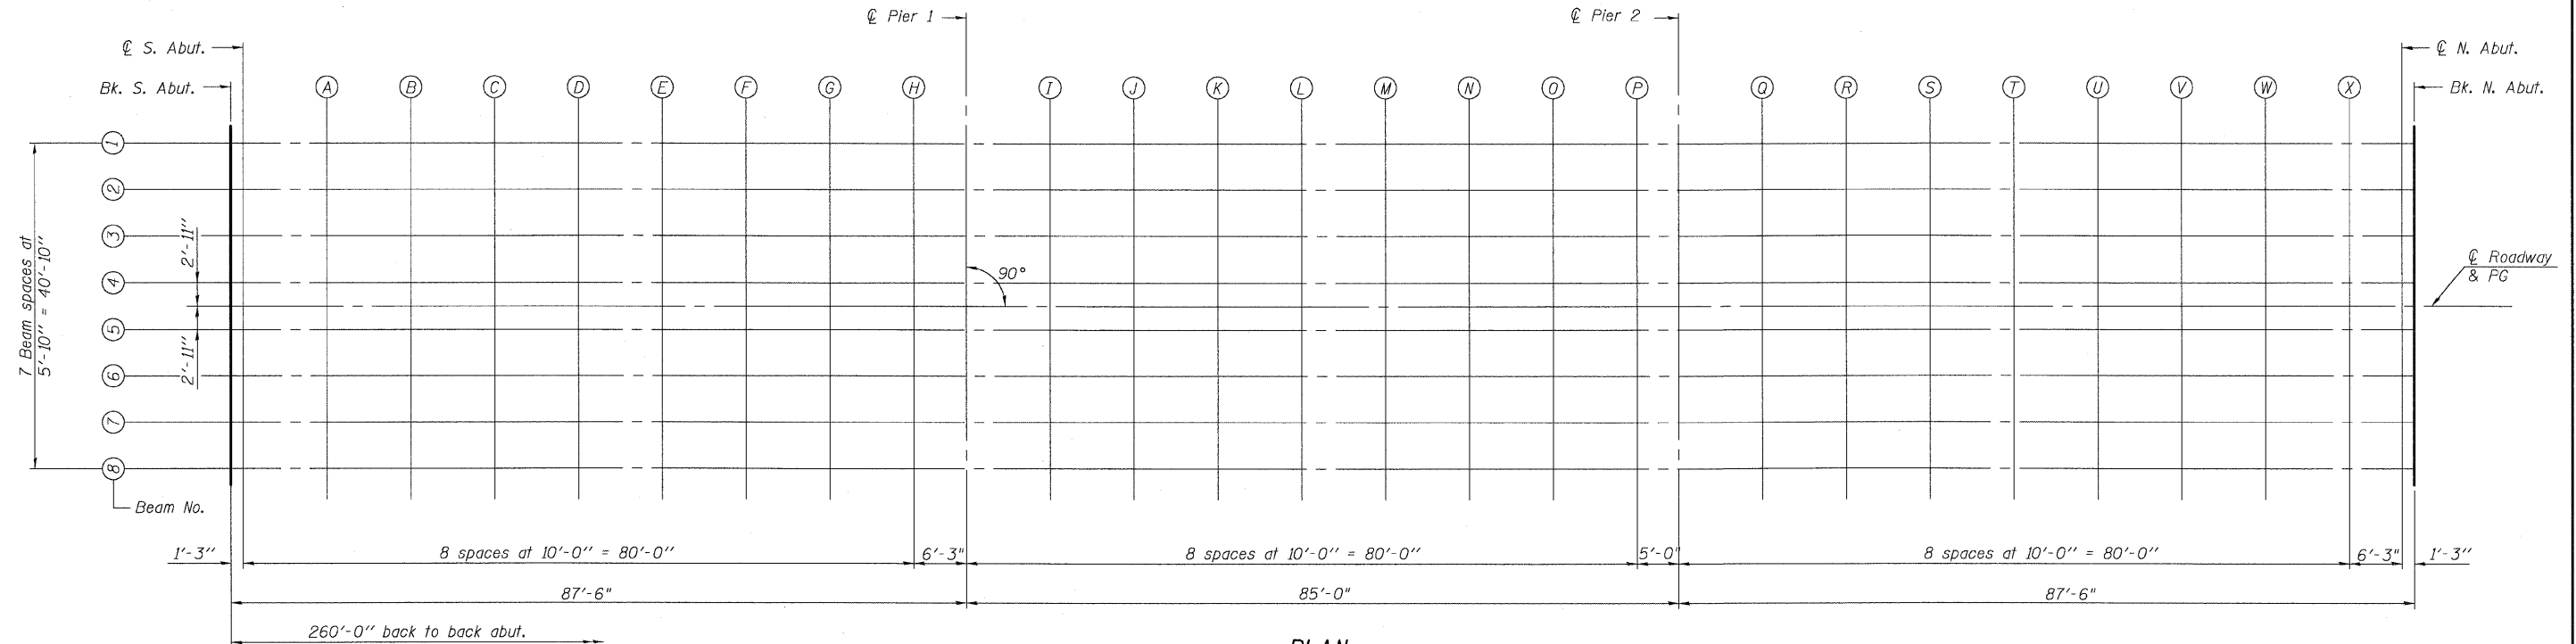 ℄ Pier 1
℄ Pier 2
℄ S. Abut.
℄ N. Abut.
Bk. S. Abut.
A B C D E F G H I J K L M N O P Q R S T U V W X
Bk. N. Abut.
1
2
3
4
5
6
7
8
7 Beam spaces at
5'-10" = 40'-10"
2'-11"
2'-11"
90°
℄ Roadway
& PG
Beam No.
1'-3"
8 spaces at 10'-0" = 80'-0"
6'-3"
8 spaces at 10'-0" = 80'-0"
5'-0"
8 spaces at 10'-0" = 80'-0"
6'-3"
1'-3"
87'-6"
85'-0"
87'-6"
260'-0" back to back abut.
PLAN